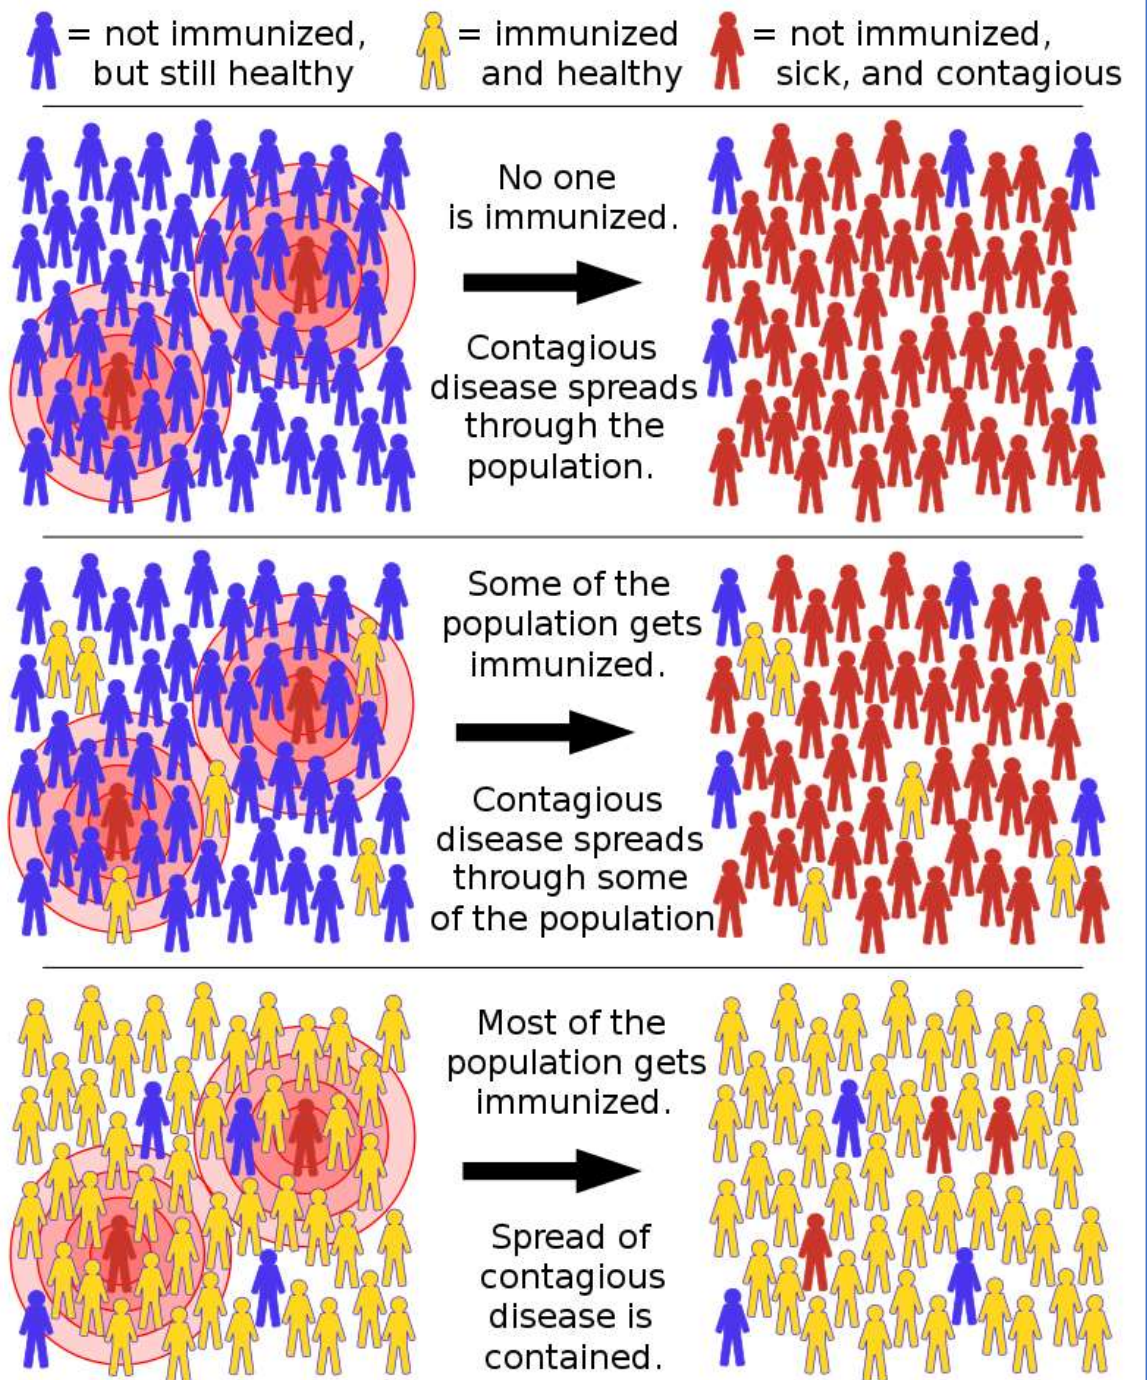 = not immunized, but still healthy
= immunized and healthy
= not immunized, sick, and contagious
No one
is immunized.
Contagious
disease spreads
through the
population.
Some of the
population gets
immunized.
Contagious
disease spreads
through some
of the population
Most of the
population gets
immunized.
Spread of
contagious
disease is
contained.